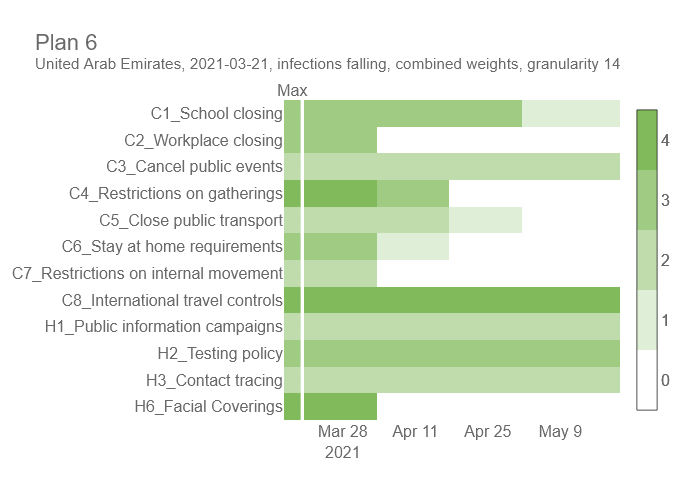 Plan 6
United Arab Emirates, 2021-03-21, infections falling, combined weights, granularity 14
Max
C1_School closing
C2_Workplace closing
C3_Cancel public events
C4_Restrictions on gatherings
C5_Close public transport
C6_Stay at home requirements
C7_Restrictions on internal movement
C8_International travel controls
H1_Public information campaigns
H2_Testing policy
H3_Contact tracing
H6_Facial Coverings
Mar 28 Apr 11 Apr 25 May 9
2021
4
3
2
1
0